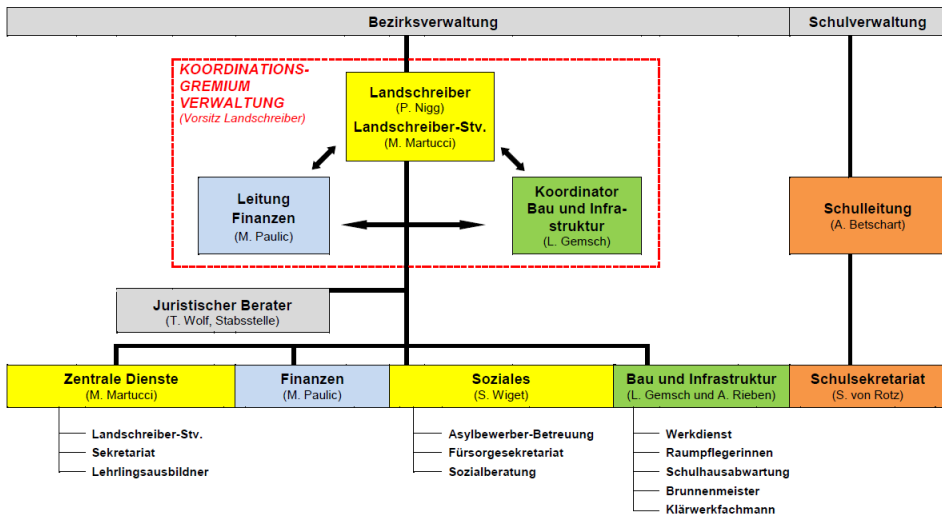 Bezirksverwaltung
Schulverwaltung
KOORDINATIONS-
GREMIUM
VERWALTUNG
(Vorsitz Landschreiber)
Landschreiber
(P. Nigg)
Landschreiber-Stv.
(M. Martucci)
Leitung
Finanzen
(M. Paulic)
Koordinator
Bau und Infra-
struktur
(L. Gemsch)
Schulleitung
(A. Betschart)
Juristischer Berater
(T. Wolf, Stabsstelle)
Zentrale Dienste
(M. Martucci)
Finanzen
(M. Paulic)
Soziales
(S. Wiget)
Bau und Infrastruktur
(L. Gemsch und A. Rieben)
Schulsekretariat
(S. von Rotz)
Landschreiber-Stv.
Sekretariat
Lehrlingsausbildner
Asylbewerber-Betreuung
Fürsorgesekretariat
Sozialberatung
Werkdienst
Raumpflegerinnen
Schulhausabwartung
Brunnenmeister
Klärwerkfachmann